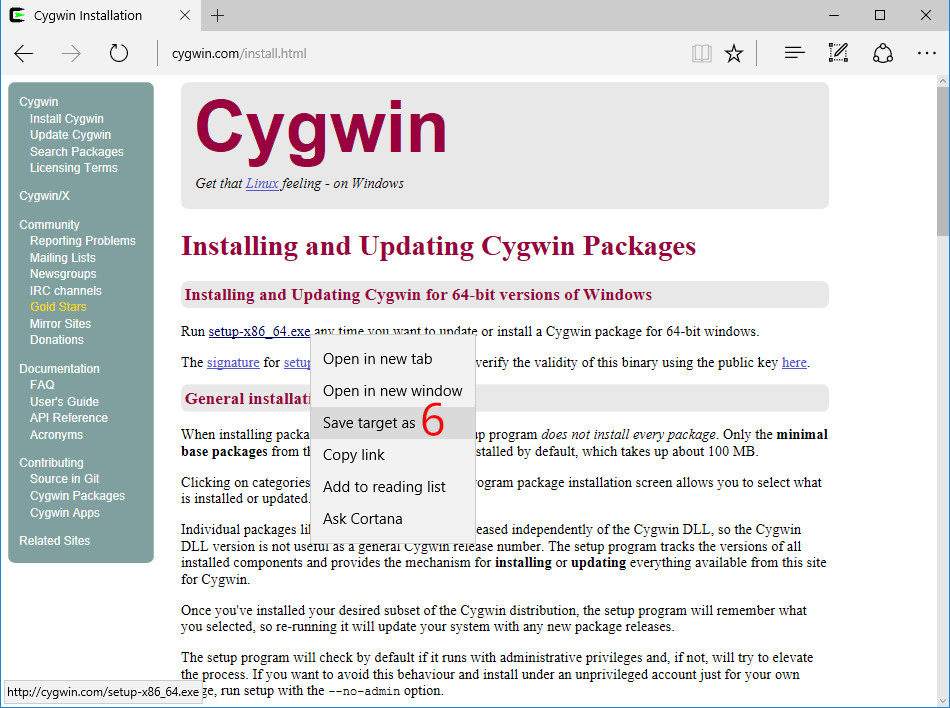 Cygwin Installation
cygwin.com/install.html
Cygwin
Install Cygwin
Update Cygwin
Search Packages
Licensing Terms
Cygwin/X
Community
Reporting Problems
Mailing Lists
Newsgroups
IRC channels
Gold Stars
Mirror Sites
Donations
Documentation
FAQ
User's Guide
API Reference
Acronyms
Contributing
Source in Git
Cygwin Packages
Cygwin Apps
Related Sites
Cygwin
Get that Linux feeling - on Windows
Installing and Updating Cygwin Packages
Installing and Updating Cygwin for 64-bit versions of Windows
Run setup-x86_64.exe any time you want to update or install a Cygwin package for 64-bit windows.
The signature for setup verify the validity of this binary using the public key here.
General
When installing program does not install every package. Only the minimal
base packages from by default, which takes up about 100 MB.
Clicking on categories package installation screen allows you to select what
is installed or updated.
Individual packages independently of the Cygwin DLL, so the Cygwin
DLL version is not useful as a general Cygwin release number. The setup program tracks the versions of all
installed components and provides the mechanism for installing or updating everything available from this site
for Cygwin.
Once you've installed your desired subset of the Cygwin distribution, the setup program will remember what
you selected, so re-running it will update your system with any new package releases.
The setup program will check by default if it runs with administrative privileges and, if not, will try to elevate
the process. If you want to avoid this behaviour and install under an unprivileged account just for your own
run setup with the --no-admin option.
Open in new tab
Open in new window
Save target as 6
Copy link
Add to reading list
Ask Cortana
http://cygwin.com/setup-x86_64.exe